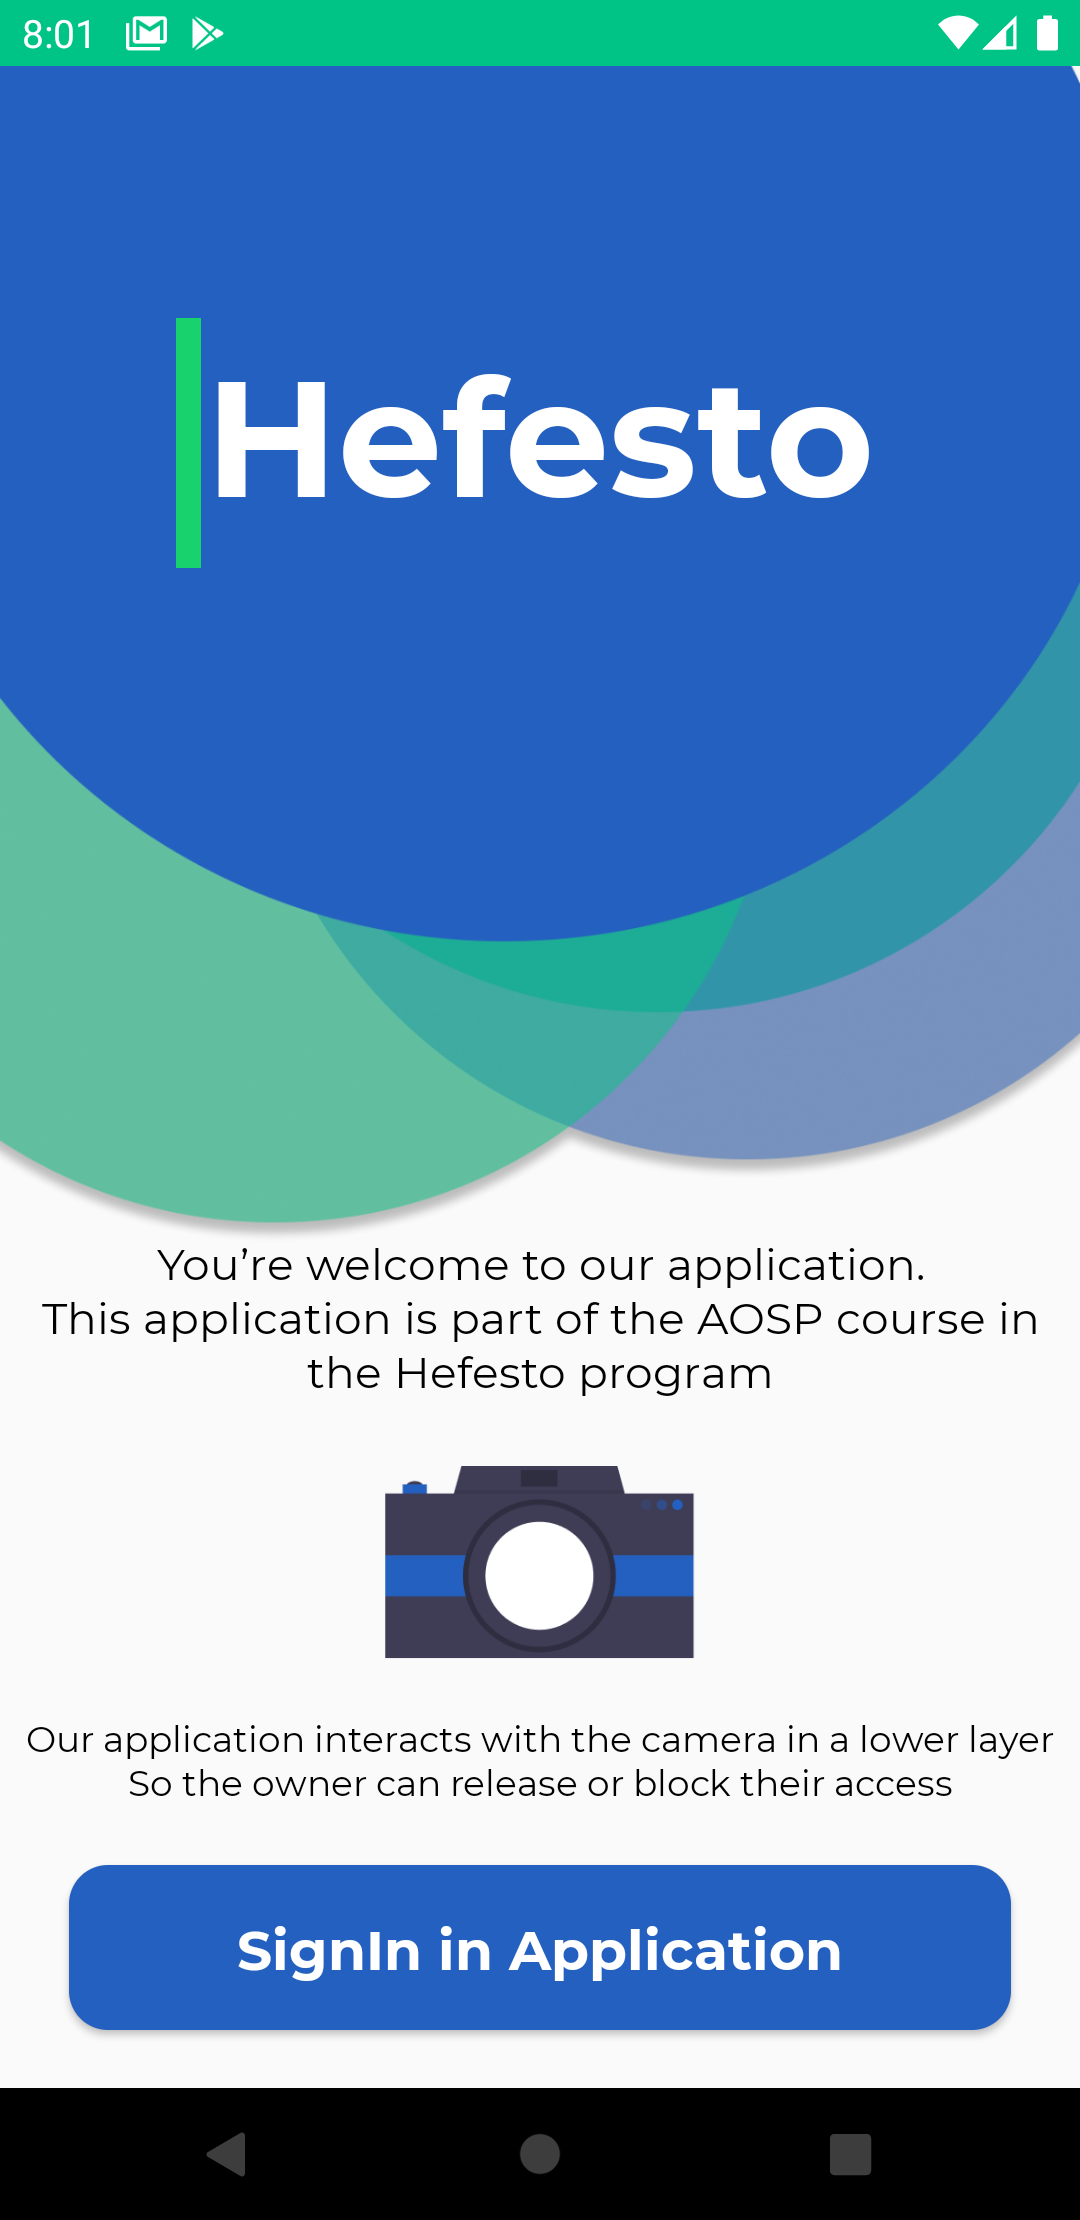 8:01
Hefesto
You’re welcome to our application.
This application is part of the AOSP course in
the Hefesto program
Our application interacts with the camera in a lower layer
So the owner can release or block their access
SignIn in Application